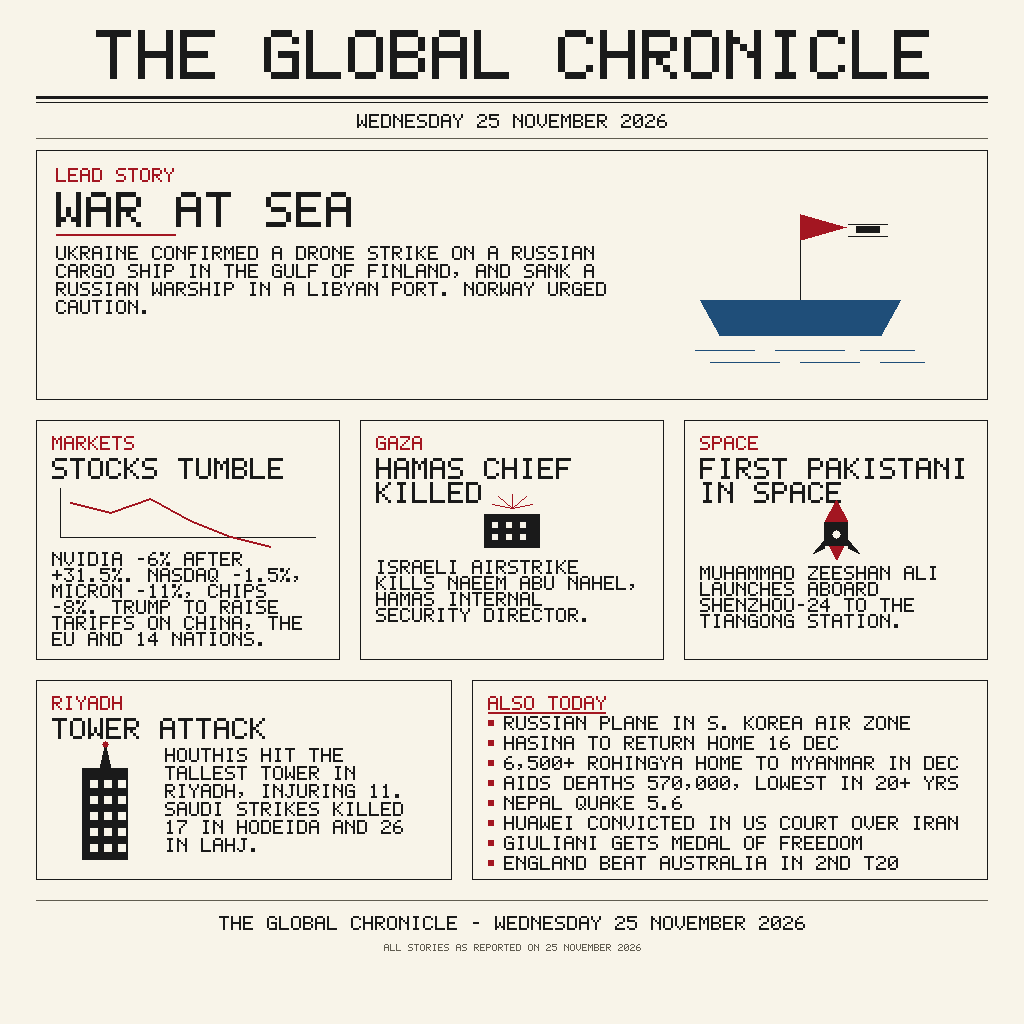 THE GLOBAL CHRONICLE
WEDNESDAY 25 NOVEMBER 2026
LEAD STORY
WAR AT SEA
UKRAINE CONFIRMED A DRONE STRIKE ON A RUSSIAN
CARGO SHIP IN THE GULF OF FINLAND, AND SANK A
RUSSIAN WARSHIP IN A LIBYAN PORT. NORWAY URGED
CAUTION.
MARKETS
STOCKS TUMBLE
NVIDIA -6% AFTER
+31.5%. NASDAQ -1.5%,
MICRON -11%, CHIPS
-8%. TRUMP TO RAISE
TARIFFS ON CHINA, THE
EU AND 14 NATIONS.
GAZA
HAMAS CHIEF
KILLED
ISRAELI AIRSTRIKE
KILLS NAEEM ABU NAHEL,
HAMAS INTERNAL
SECURITY DIRECTOR.
SPACE
FIRST PAKISTANI
IN SPACE
MUHAMMAD ZEESHAN ALI
LAUNCHES ABOARD
SHENZHOU-24 TO THE
TIANGONG STATION.
RIYADH
TOWER ATTACK
HOUTHIS HIT THE
TALLEST TOWER IN
RIYADH, INJURING 11.
SAUDI STRIKES KILLED
17 IN HODEIDA AND 26
IN LAHJ.
ALSO TODAY
RUSSIAN PLANE IN S. KOREA AIR ZONE
HASINA TO RETURN HOME 16 DEC
6,500+ ROHINGYA HOME TO MYANMAR IN DEC
AIDS DEATHS 570,000, LOWEST IN 20+ YRS
NEPAL QUAKE 5.6
HUAWEI CONVICTED IN US COURT OVER IRAN
GIULIANI GETS MEDAL OF FREEDOM
ENGLAND BEAT AUSTRALIA IN 2ND T20
THE GLOBAL CHRONICLE - WEDNESDAY 25 NOVEMBER 2026
ALL STORIES AS REPORTED ON 25 NOVEMBER 2026